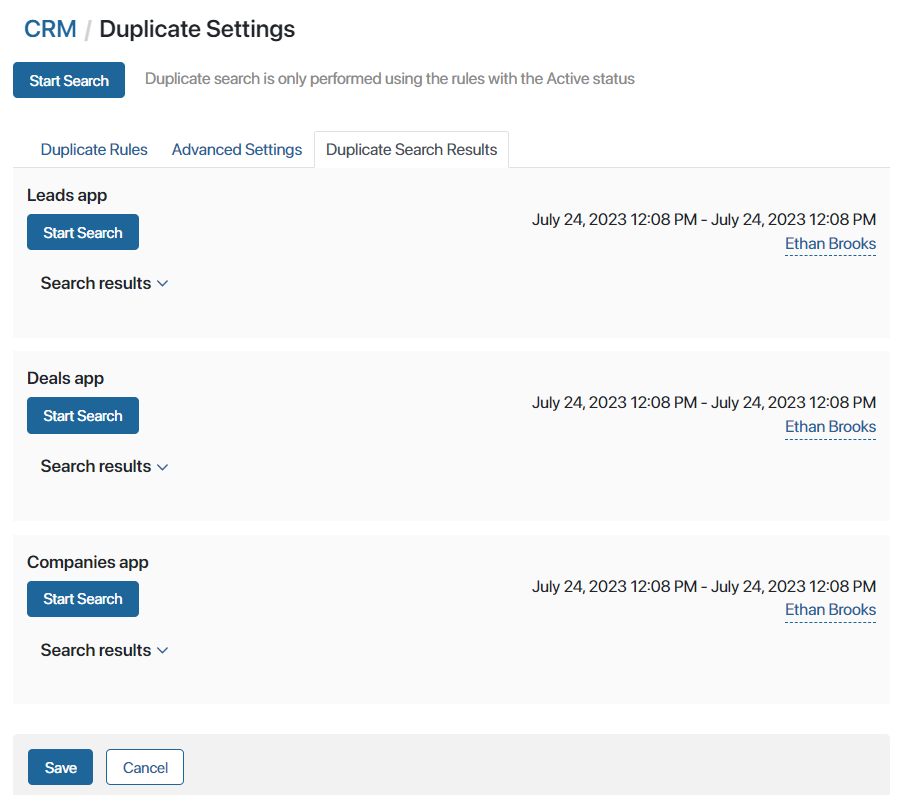 CRM / Duplicate Settings
Start Search
Duplicate search is only performed using the rules with the Active status
Duplicate Rules
Advanced Settings
Duplicate Search Results
Leads app
Start Search
July 24, 2023 12:08 PM - July 24, 2023 12:08 PM
Ethan Brooks
Search results
Deals app
Start Search
July 24, 2023 12:08 PM - July 24, 2023 12:08 PM
Ethan Brooks
Search results
Companies app
Start Search
July 24, 2023 12:08 PM - July 24, 2023 12:08 PM
Ethan Brooks
Search results
Save
Cancel